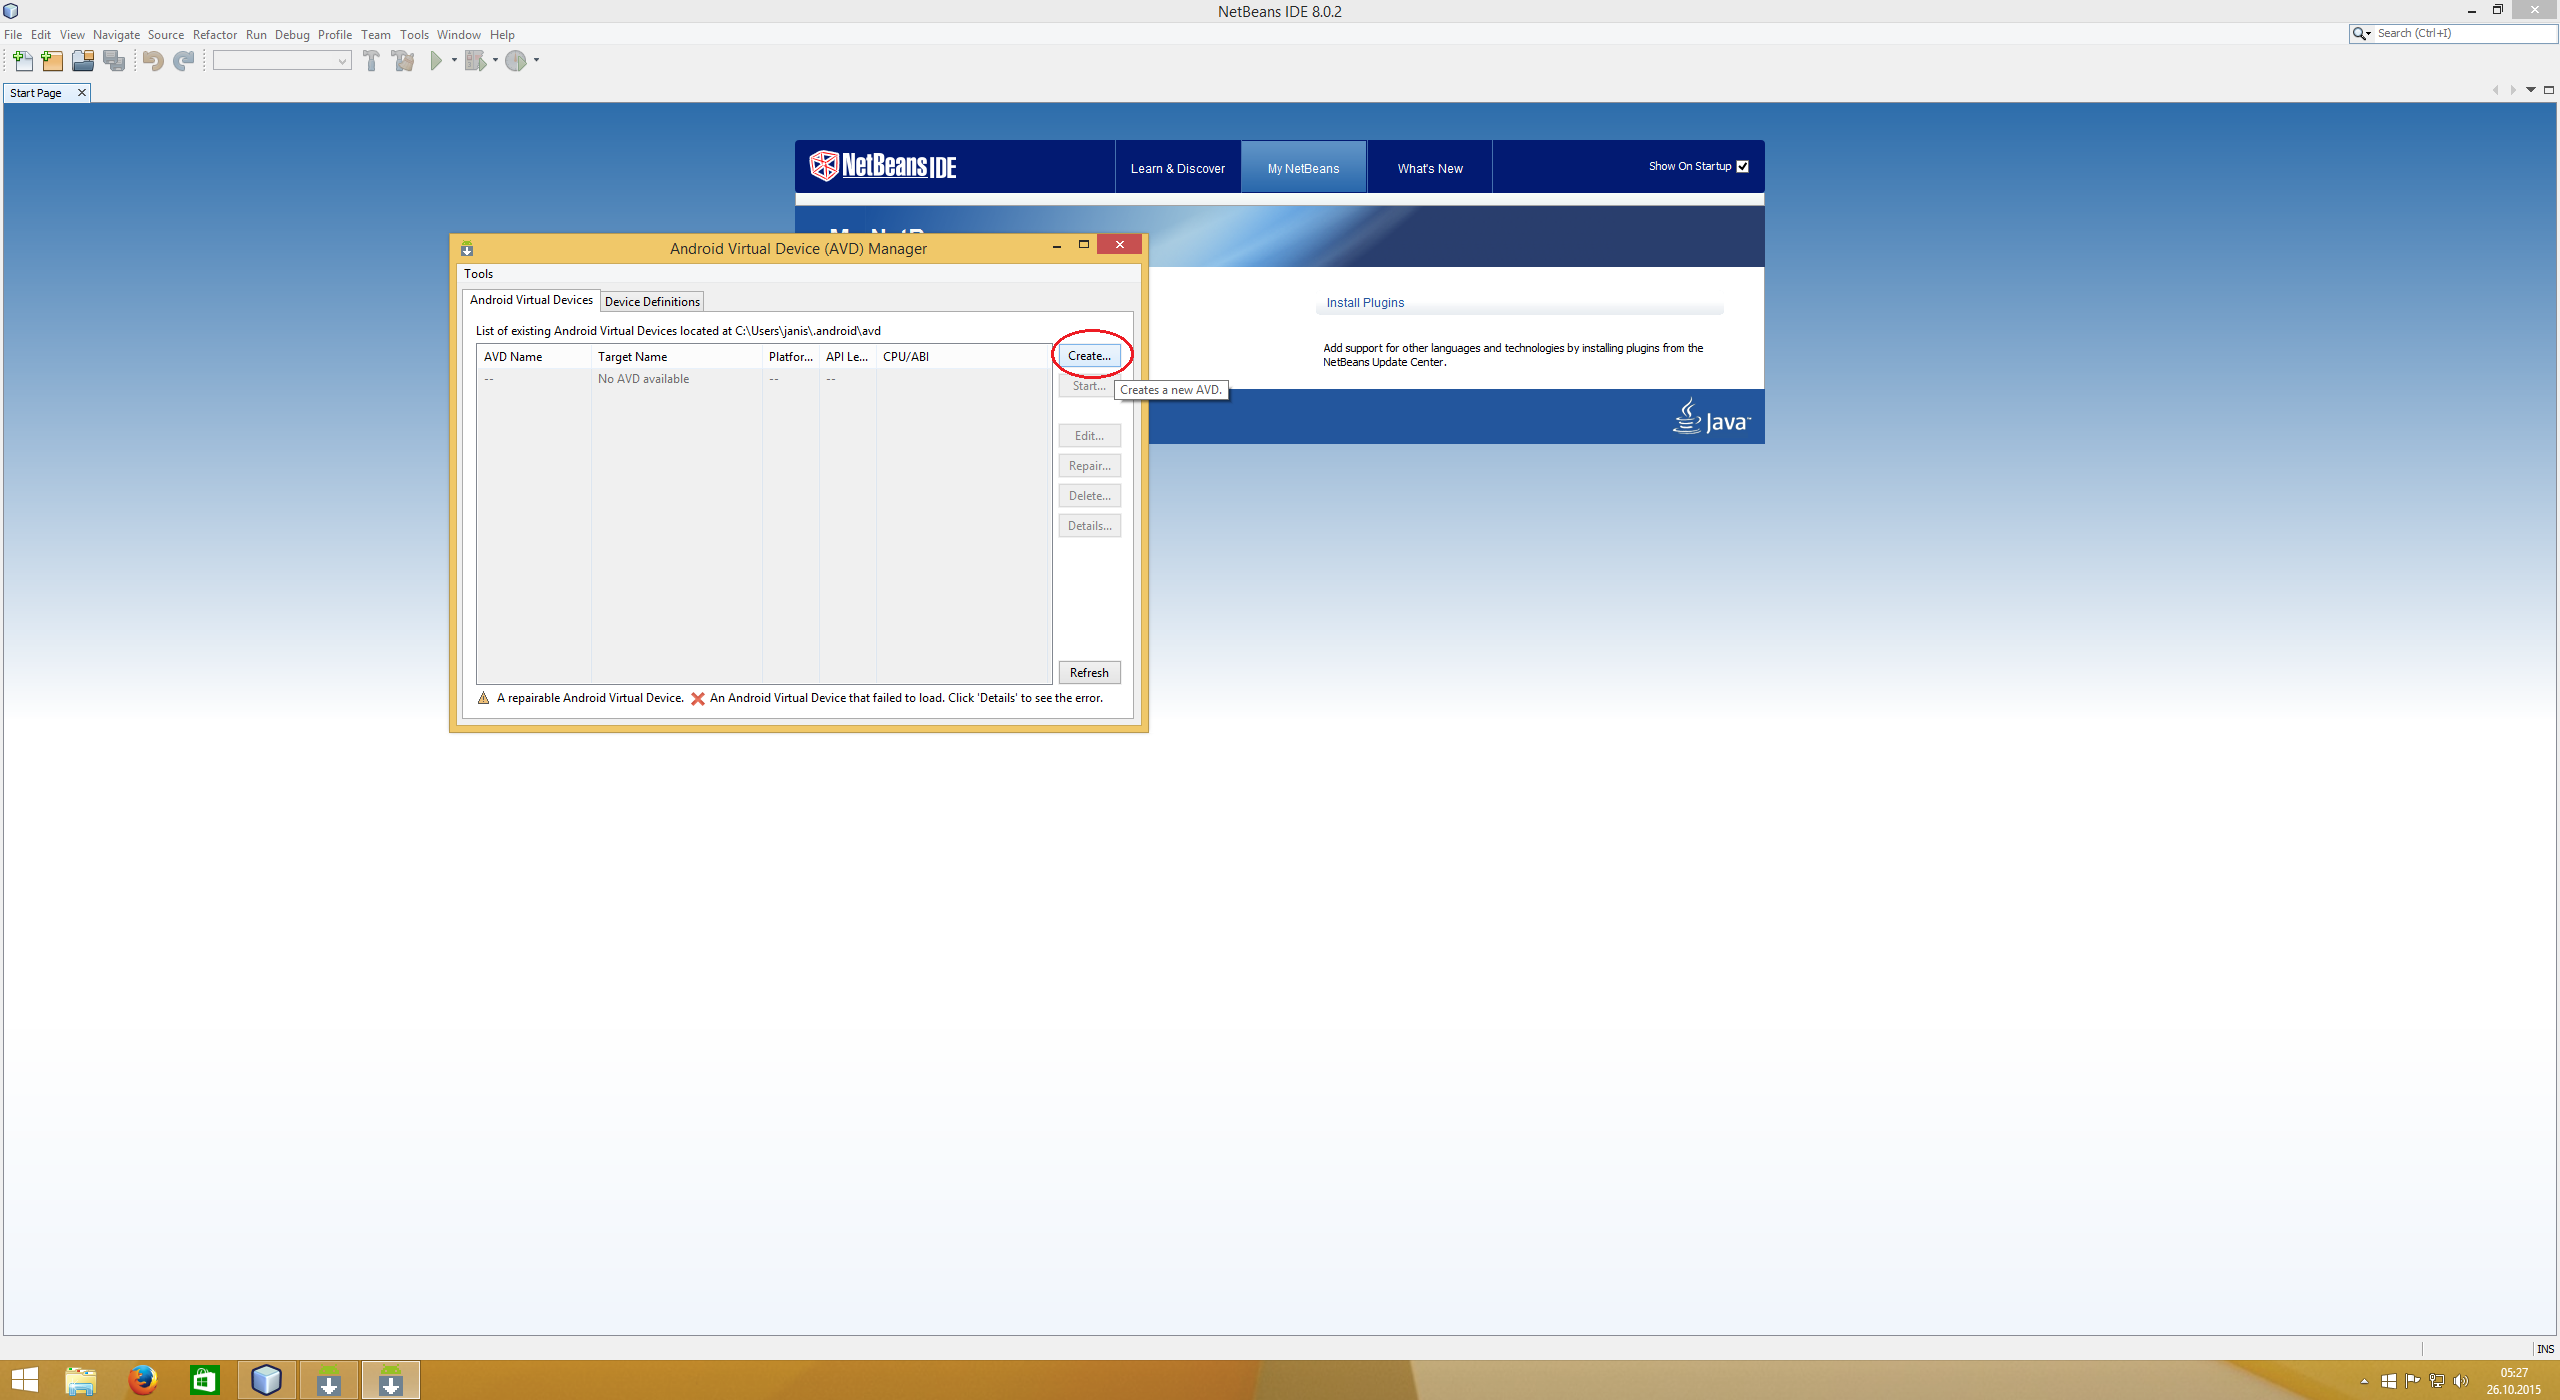 NetBeans IDE 8.0.2
File Edit View Navigate Source Refactor Run Debug Profile Team Tools Window Help
Search (Ctrl+I)
Start Page
NetBeans IDE
Learn & Discover
My NetBeans
What's New
Show On Startup
Android Virtual Device (AVD) Manager
Tools
Android Virtual Devices
Device Definitions
List of existing Android Virtual Devices located at C:\Users\janis\.android\avd
AVD Name Target Name Platfor... API Le... CPU/ABI
-- No AVD available -- --
Create...
Start...
Creates a new AVD.
Edit...
Repair...
Delete...
Details...
Refresh
A repairable Android Virtual Device. An Android Virtual Device that failed to load. Click 'Details' to see the error.
Install Plugins
Add support for other languages and technologies by installing plugins from the
NetBeans Update Center.
Java™
INS
05:27
26.10.2015